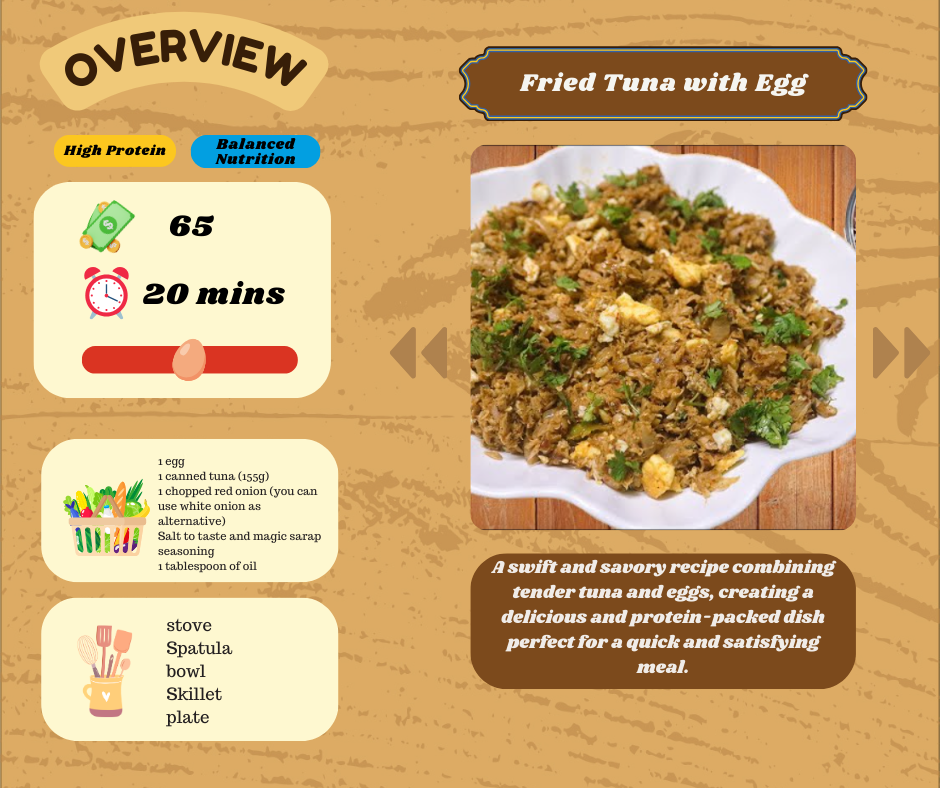 OVERVIEW
Fried Tuna with Egg
High Protein
Balanced
Nutrition
65
20 mins
1 egg
1 canned tuna (155g)
1 chopped red onion (you can
use white onion as
alternative)
Salt to taste and magic sarap
seasoning
1 tablespoon of oil
stove
Spatula
bowl
Skillet
plate
A swift and savory recipe combining
tender tuna and eggs, creating a
delicious and protein-packed dish
perfect for a quick and satisfying
meal.